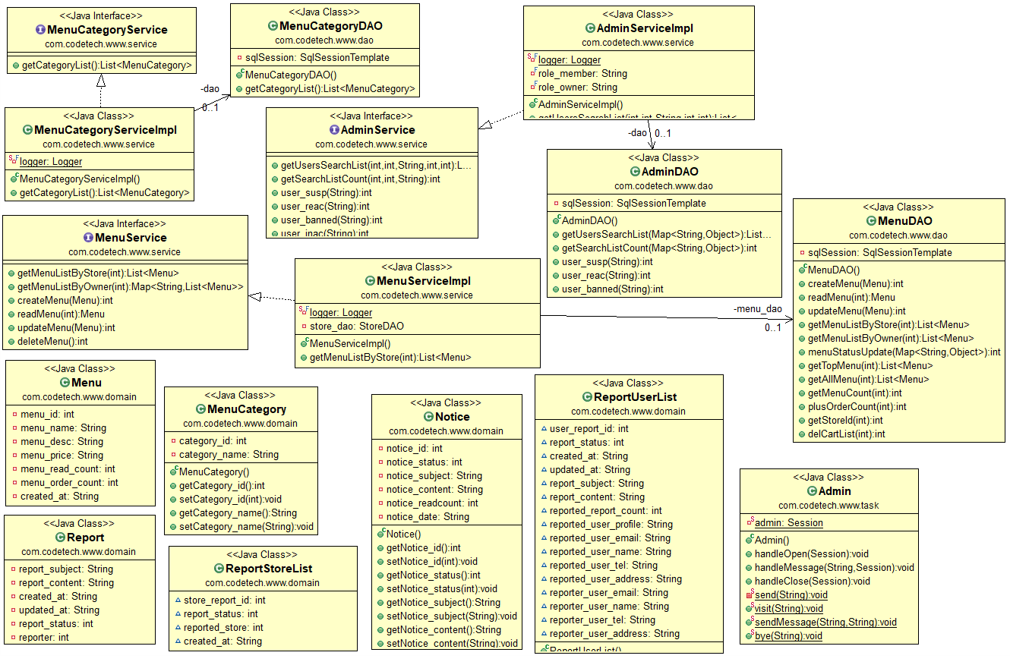 <<Java Interface>>
MenuCategoryService
com.codetech.www.service
getCategoryList():List<MenuCategory>
<<Java Class>>
MenuCategoryDAO
com.codetech.www.dao
sqlSession: SqlSessionTemplate
MenuCategoryDAO()
getCategoryList():List<MenuCategory>
<<Java Class>>
AdminServiceImpl
com.codetech.www.service
logger: Logger
role_member: String
role_owner: String
AdminServiceImpl()
getUsersSearchList(int,int,String,int,int):List<
-dao
0..1
<<Java Class>>
MenuCategoryServiceImpl
com.codetech.www.service
logger: Logger
MenuCategoryServiceImpl()
getCategoryList():List<MenuCategory>
<<Java Interface>>
AdminService
com.codetech.www.service
getUsersSearchList(int,int,String,int,int):L...
getSearchListCount(int,int,String):int
user_susp(String):int
user_reac(String):int
user_banned(String):int
user_inac(String):int
-dao
0..1
<<Java Class>>
AdminDAO
com.codetech.www.dao
sqlSession: SqlSessionTemplate
AdminDAO()
getUsersSearchList(Map<String,Object>):List...
getSearchListCount(Map<String,Object>):int
user_susp(String):int
user_reac(String):int
user_banned(String):int
<<Java Class>>
MenuDAO
com.codetech.www.dao
sqlSession: SqlSessionTemplate
MenuDAO()
createMenu(Menu):int
readMenu(int):Menu
updateMenu(Menu):int
getMenuListByStore(int):List<Menu>
getMenuListByOwner(int):List<Menu>
menuStatusUpdate(Map<String,Object>):int
getTopMenu(int):List<Menu>
getAllMenu(int):List<Menu>
getMenuCount(int):int
plusOrderCount(int):int
getStoreId(int):int
delCartList(int):int
<<Java Interface>>
MenuService
com.codetech.www.service
getMenuListByStore(int):List<Menu>
getMenuListByOwner(int):Map<String,List<Menu>>
createMenu(Menu):int
readMenu(int):Menu
updateMenu(Menu):int
deleteMenu():int
<<Java Class>>
MenuServiceImpl
com.codetech.www.service
logger: Logger
store_dao: StoreDAO
MenuServiceImpl()
getMenuListByStore(int):List<Menu>
-menu_dao
0..1
<<Java Class>>
Menu
com.codetech.www.domain
menu_id: int
menu_name: String
menu_desc: String
menu_price: String
menu_read_count: int
menu_order_count: int
created_at: String
<<Java Class>>
MenuCategory
com.codetech.www.domain
category_id: int
category_name: String
MenuCategory()
getCategory_id():int
setCategory_id(int):void
getCategory_name():String
setCategory_name(String):void
<<Java Class>>
Notice
com.codetech.www.domain
notice_id: int
notice_status: int
notice_subject: String
notice_content: String
notice_readcount: int
notice_date: String
Notice()
getNotice_id():int
setNotice_id(int):void
getNotice_status():int
setNotice_status(int):void
getNotice_subject():String
setNotice_subject(String):void
getNotice_content():String
setNotice_content(String):void
<<Java Class>>
ReportUserList
com.codetech.www.domain
user_report_id: int
report_status: int
created_at: String
updated_at: String
report_subject: String
report_content: String
reported_report_count: int
reported_user_profile: String
reported_user_email: String
reported_user_name: String
reported_user_tel: String
reported_user_address: String
reporter_user_email: String
reporter_user_name: String
reporter_user_tel: String
reporter_user_address: String
ReportUserList()
<<Java Class>>
Admin
com.codetech.www.task
admin: Session
Admin()
handleOpen(Session):void
handleMessage(String,Session):void
handleClose(Session):void
send(String):void
visit(String):void
sendMessage(String,String):void
bye(String):void
<<Java Class>>
Report
com.codetech.www.domain
report_subject: String
report_content: String
created_at: String
updated_at: String
report_status: int
reporter: int
<<Java Class>>
ReportStoreList
com.codetech.www.domain
store_report_id: int
report_status: int
reported_store: int
created_at: String